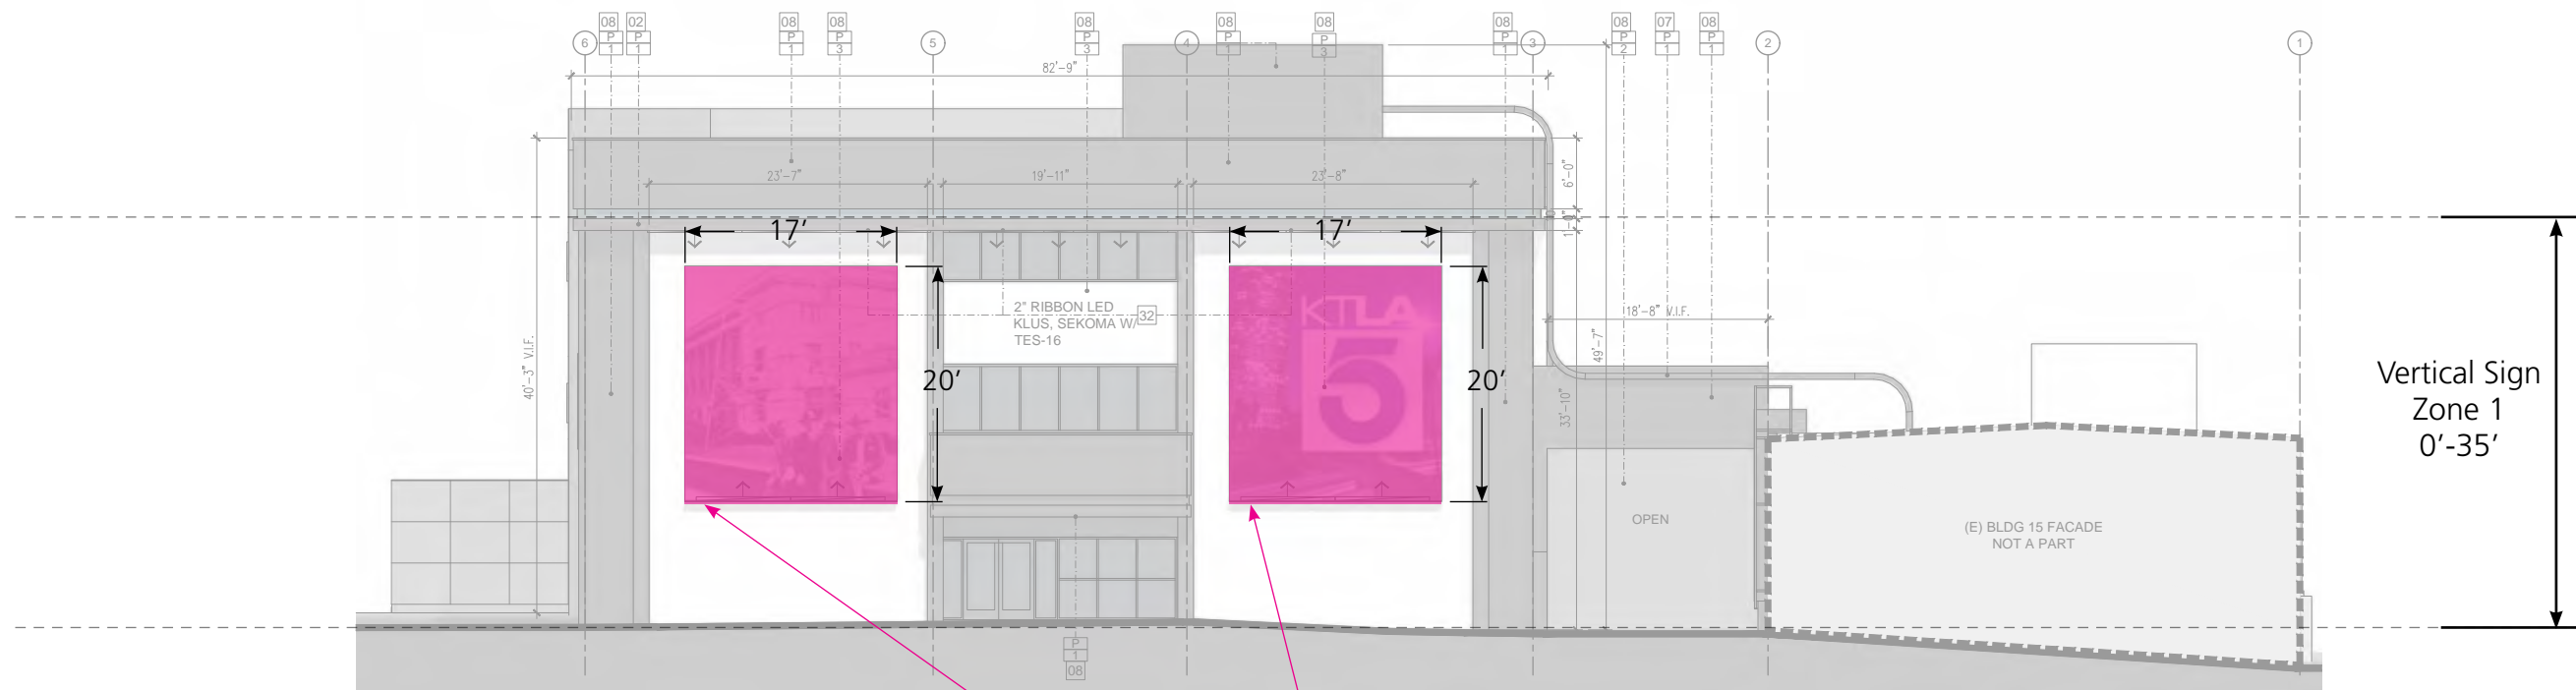 08 02 08 08 08 08 08 08 08 07 08
P P P P P P P P P P P
1 1 1 3 3 1 3 1 2 1 1
6 5 4 3 2 1
82'-9"
23'-7" 19'-11" 23'-8"
6'-0"
1'-0"
17' 17'
2" RIBBON LED
KLUS, SEKOMA W/ 32
TES-16
KTLA
5
18'-8" V.I.F.
40'-3" V.I.F.
49'-7"
20' 20'
33'-10"
Vertical Sign
Zone 1
0'-35'
OPEN
(E) BLDG 15 FACADE
NOT A PART
P
1
08